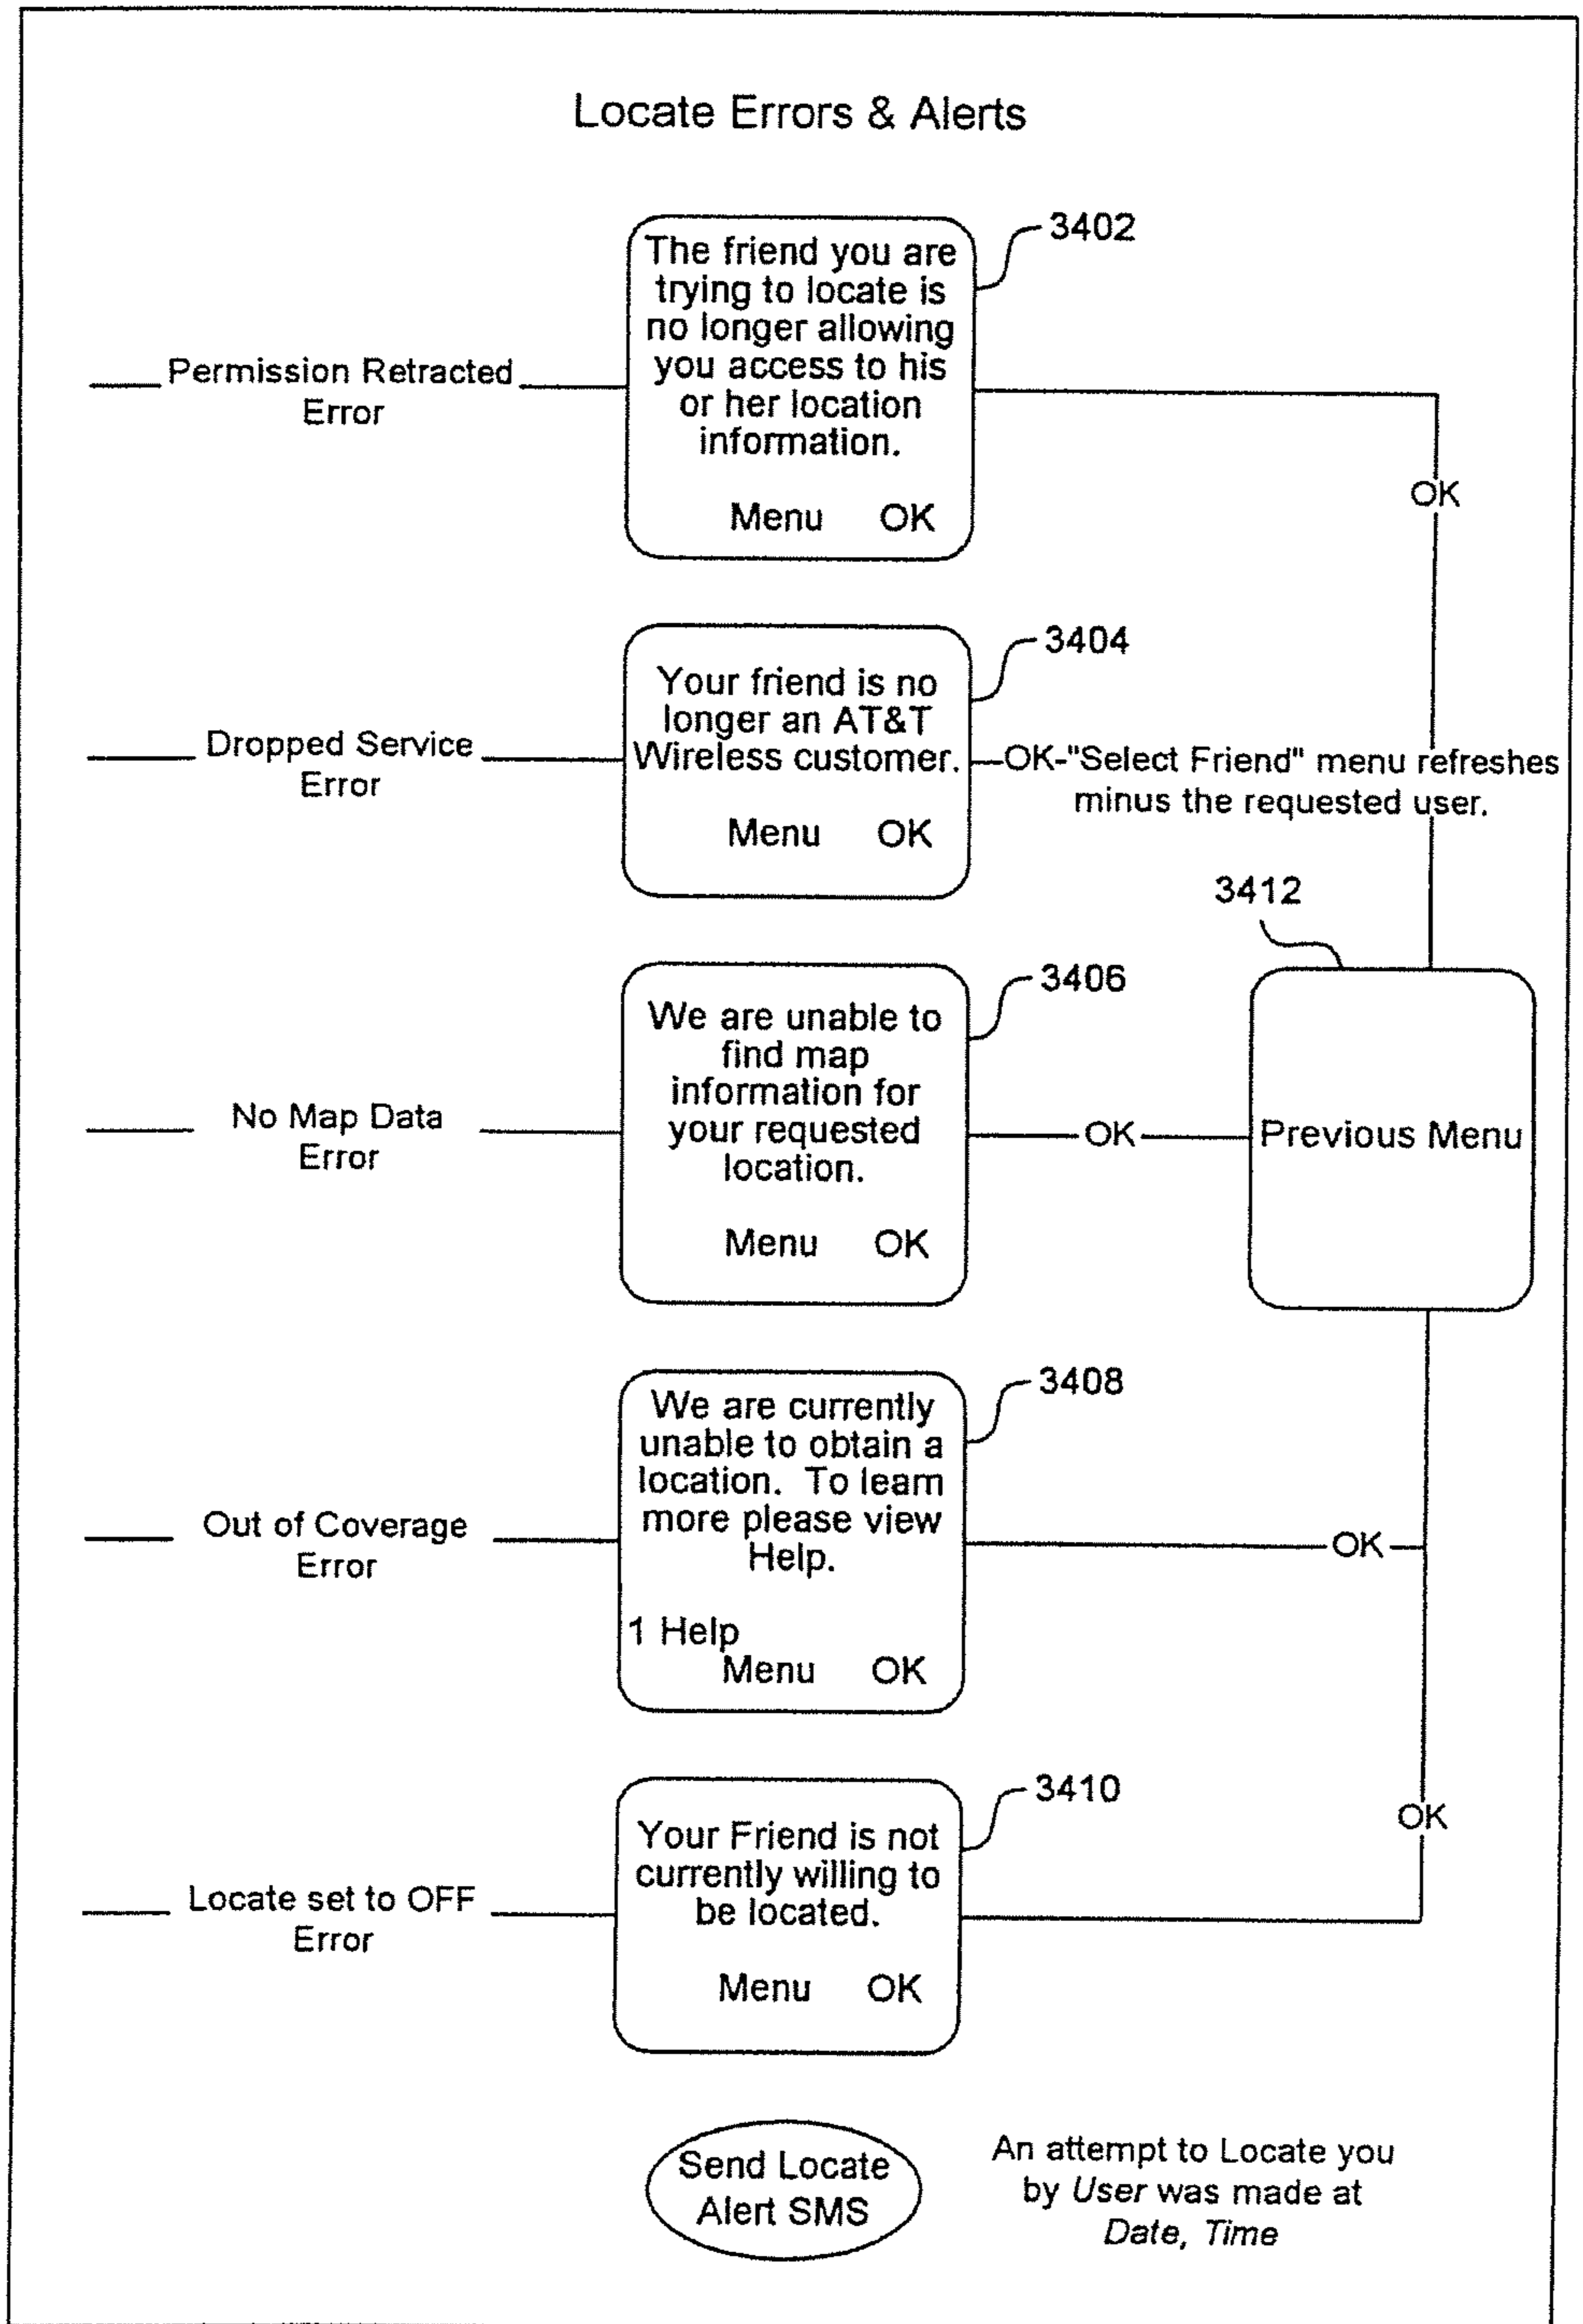 Locate Errors & Alerts
3402
The friend you are
trying to locate is
no longer allowing
you access to his
or her location
information.
Menu OK
Permission Retracted
Error
OK
3404
Your friend is no
longer an AT&T
Wireless customer.
Menu OK
Dropped Service
Error
OK-"Select Friend" menu refreshes
minus the requested user.
3412
Previous Menu
3406
We are unable to
find map
information for
your requested
location.
Menu OK
No Map Data
Error
OK
3408
We are currently
unable to obtain a
location. To learn
more please view
Help.
1 Help
Menu OK
Out of Coverage
Error
OK
3410
Your Friend is not
currently willing to
be located.
Menu OK
Locate set to OFF
Error
OK
Send Locate
Alert SMS
An attempt to Locate you
by User was made at
Date, Time